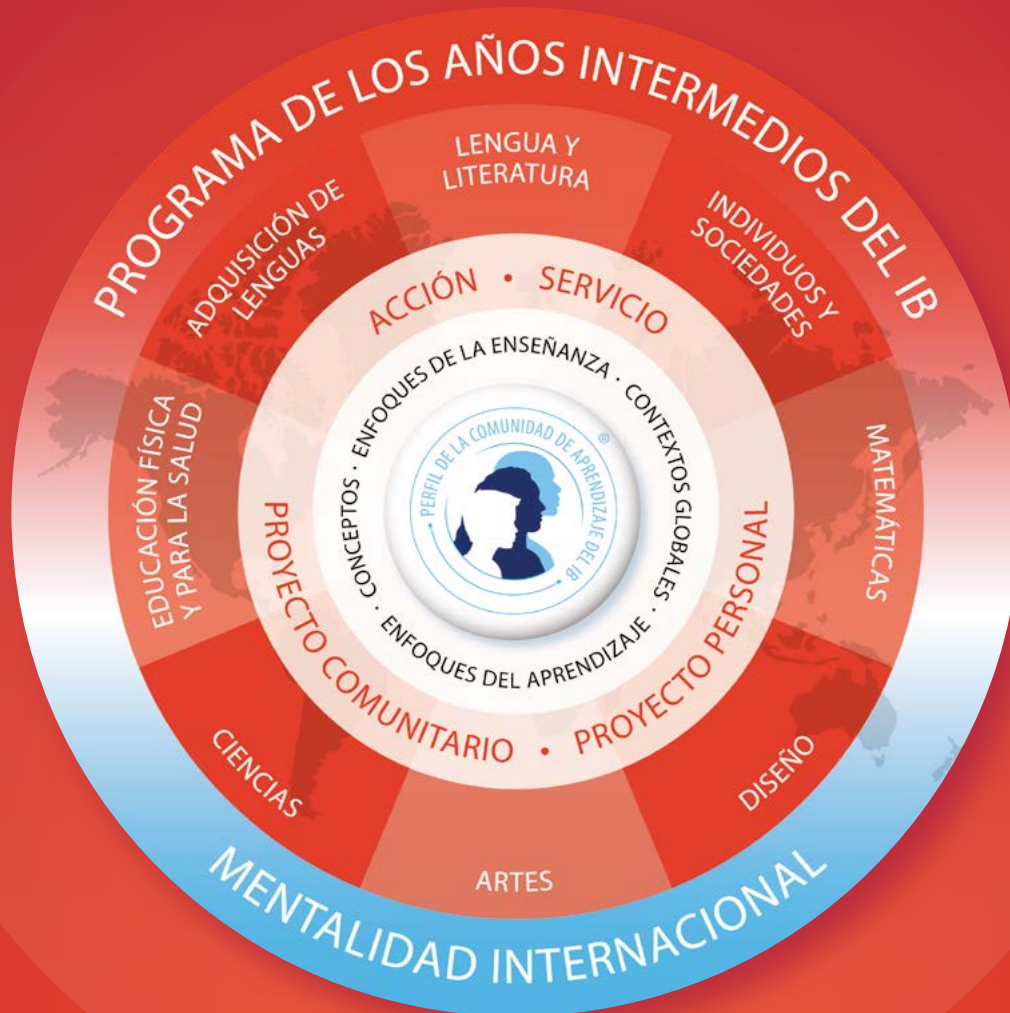 PROGRAMA DE LOS AÑOS INTERMEDIOS DEL IB
LENGUA Y
LITERATURA
INDIVIDUOS Y
SOCIEDADES
MATEMÁTICAS
DISEÑO
ARTES
CIENCIAS
EDUCACIÓN FÍSICA
Y PARA LA SALUD
ADQUISICIÓN DE
LENGUAS
ACCIÓN • SERVICIO
PROYECTO COMUNITARIO • PROYECTO PERSONAL
CONCEPTOS · ENFOQUES DE LA ENSEÑANZA · CONTEXTOS GLOBALES ·
ENFOQUES DEL APRENDIZAJE ·
• PERFIL DE LA COMUNIDAD DE APRENDIZAJE DEL IB • ®
MENTALIDAD INTERNACIONAL